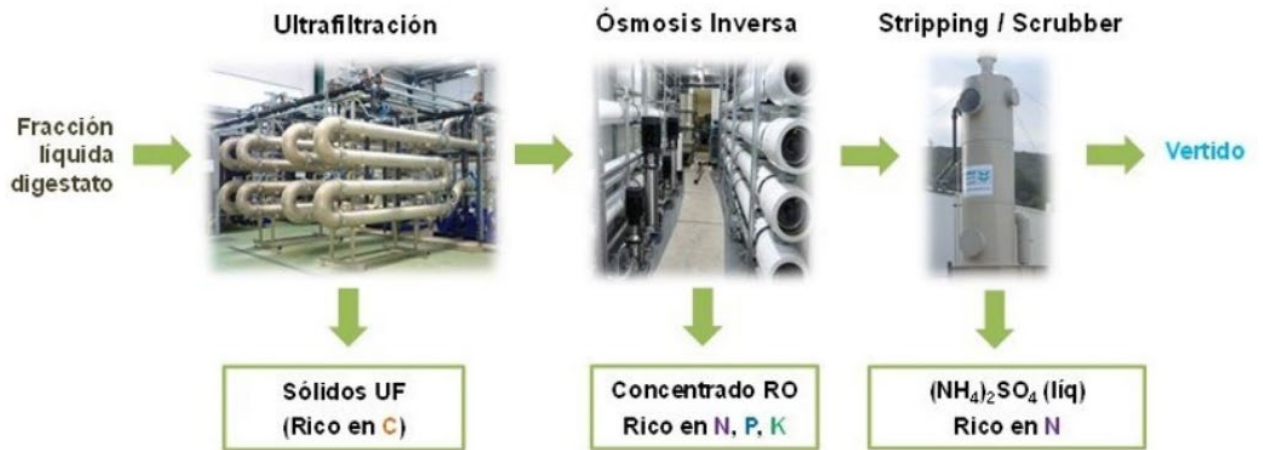 Ultrafiltración
Ósmosis Inversa
Stripping / Scrubber
Fracción
líquida
digestato
Vertido
Sólidos UF
(Rico en C)
Concentrado RO
Rico en N, P, K
(NH₄)₂SO₄ (líq)
Rico en N